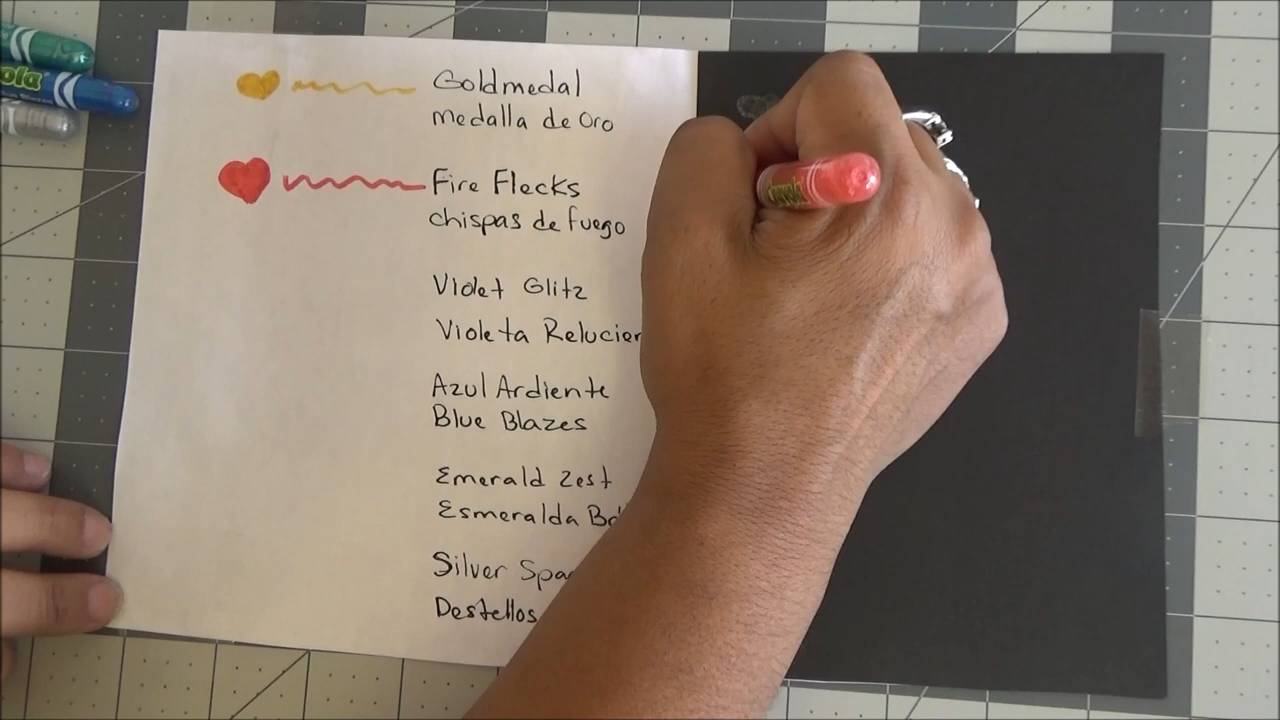 Goldmedal
medalla de Oro
Fire Flecks
chispas de fuego
Violet Glitz
Violeta
Azul Ardiente
Blue Blazes
Emerald Zest
Esmeralda
Silver
Destellos
ola